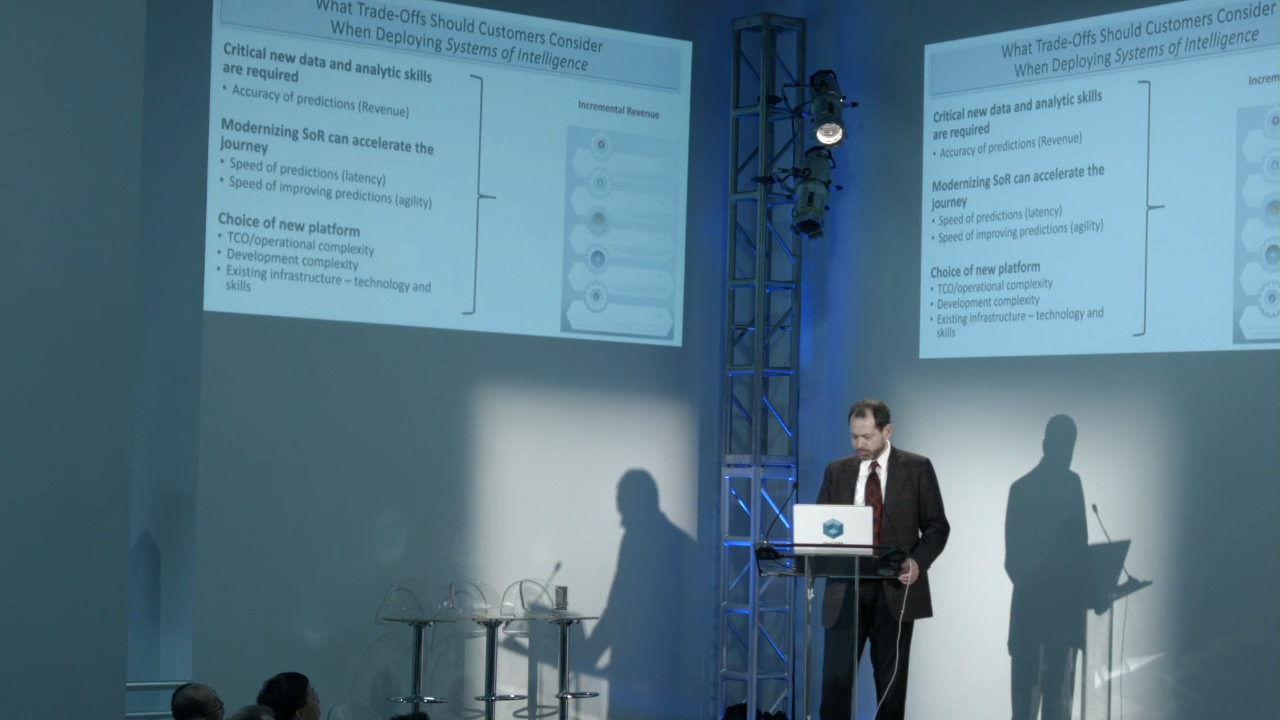 What Trade-Offs Should Customers Consider
When Deploying Systems of Intelligence
Critical new data and analytic skills
are required
• Accuracy of predictions (Revenue)
Modernizing SoR can accelerate the
journey
• Speed of predictions (latency)
• Speed of improving predictions (agility)
Choice of new platform
• TCO/operational complexity
• Development complexity
• Existing infrastructure – technology and
skills
Incremental Revenue
What Trade-Offs Should Customers Consider
When Deploying Systems of Intelligence
Critical new data and analytic skills
are required
• Accuracy of predictions (Revenue)
Modernizing SoR can accelerate the
journey
• Speed of predictions (latency)
• Speed of improving predictions (agility)
Choice of new platform
• TCO/operational complexity
• Development complexity
• Existing infrastructure – technology and
skills
Increm